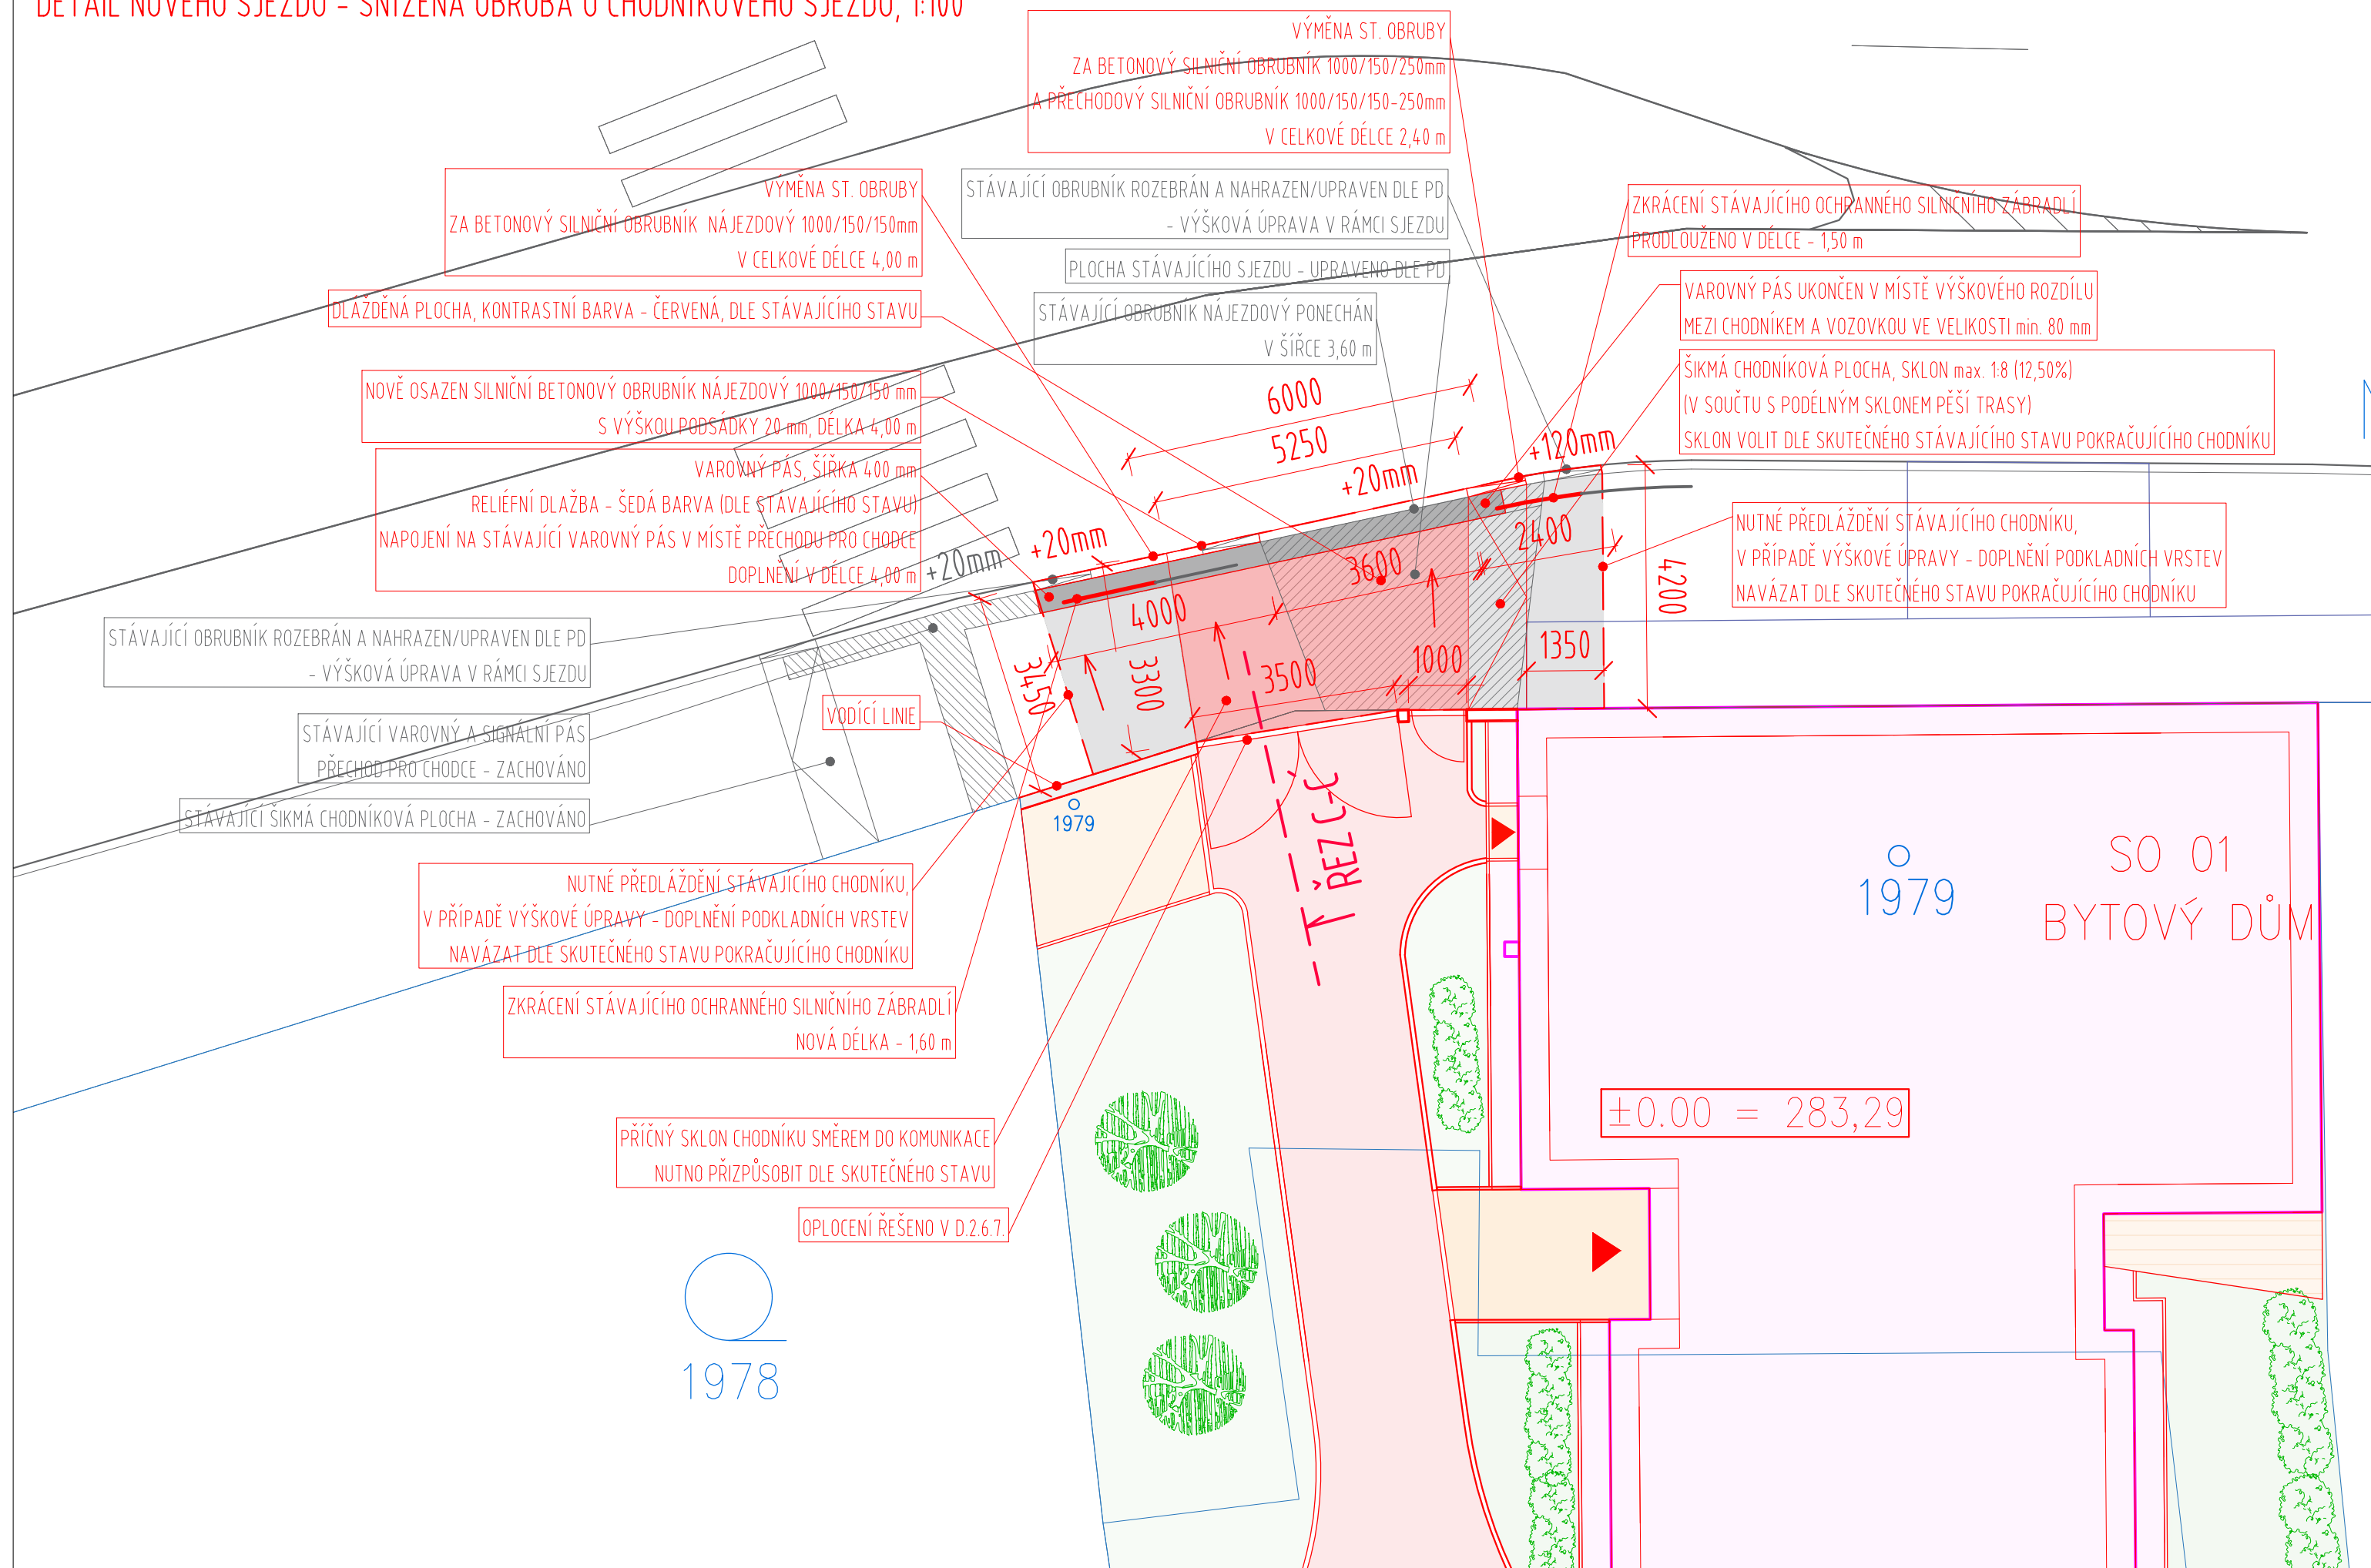 DETAIL NOVÉHO SJEZDU - SNÍŽENÁ OBRUBA U CHODNÍKOVÉHO SJEZDU, 1:100
VÝMĚNA ST. OBRUBY
ZA BETONOVÝ SILNIČNÍ OBRUBNÍK 1000/150/250mm
A PŘECHODOVÝ SILNIČNÍ OBRUBNÍK 1000/150/150-250mm
V CELKOVÉ DÉLCE 2,40 m
VÝMĚNA ST. OBRUBY
ZA BETONOVÝ SILNIČNÍ OBRUBNÍK NÁJEZDOVÝ 1000/150/150mm
V CELKOVÉ DÉLCE 4,00 m
STÁVAJÍCÍ OBRUBNÍK ROZEBRÁN A NAHRAZEN/UPRAVEN DLE PD
- VÝŠKOVÁ ÚPRAVA V RÁMCI SJEZDU
ZKRÁCENÍ STÁVAJÍCÍHO OCHRANNÉHO SILNIČNÍHO ZÁBRADLÍ
PRODLOUŽENO V DÉLCE - 1,50 m
PLOCHA STÁVAJÍCÍHO SJEZDU - UPRAVENO DLE PD
VAROVNÝ PÁS UKONČEN V MÍSTĚ VÝŠKOVÉHO ROZDÍLU
MEZI CHODNÍKEM A VOZOVKOU VE VELIKOSTI min. 80 mm
DLÁŽDĚNÁ PLOCHA, KONTRASTNÍ BARVA - ČERVENÁ, DLE STÁVAJÍCÍHO STAVU
STÁVAJÍCÍ OBRUBNÍK NÁJEZDOVÝ PONECHÁN
V ŠÍŘCE 3,60 m
ŠIKMÁ CHODNÍKOVÁ PLOCHA, SKLON max. 1:8 (12,50%)
(V SOUČTU S PODÉLNÝM SKLONEM PĚŠÍ TRASY)
SKLON VOLIT DLE SKUTEČNÉHO STÁVAJÍCÍHO STAVU POKRAČUJÍCÍHO CHODNÍKU
NOVĚ OSAZEN SILNIČNÍ BETONOVÝ OBRUBNÍK NÁJEZDOVÝ 1000/150/150 mm
S VÝŠKOU PODSÁDKY 20 mm, DÉLKA 4,00 m
6000
5250
+120mm
+20mm
VAROVNÝ PÁS, ŠÍŘKA 400 mm
RELIÉFNÍ DLAŽBA - ŠEDÁ BARVA (DLE STÁVAJÍCÍHO STAVU)
NAPOJENÍ NA STÁVAJÍCÍ VAROVNÝ PÁS V MÍSTĚ PŘECHODU PRO CHODCE
DOPLNĚNÍ V DÉLCE 4,00 m
+20mm
+20mm
NUTNÉ PŘEDLÁŽDĚNÍ STÁVAJÍCÍHO CHODNÍKU,
V PŘÍPADĚ VÝŠKOVÉ ÚPRAVY - DOPLNĚNÍ PODKLADNÍCH VRSTEV
NAVÁZAT DLE SKUTEČNÉHO STAVU POKRAČUJÍCÍHO CHODNÍKU
2400
3600
4200
4000
1350
1000
3500
3300
3450
STÁVAJÍCÍ OBRUBNÍK ROZEBRÁN A NAHRAZEN/UPRAVEN DLE PD
- VÝŠKOVÁ ÚPRAVA V RÁMCI SJEZDU
VODÍCÍ LINIE
STÁVAJÍCÍ VAROVNÝ A SIGNÁLNÍ PÁS
PŘECHOD PRO CHODCE - ZACHOVÁNO
STÁVAJÍCÍ ŠIKMÁ CHODNÍKOVÁ PLOCHA - ZACHOVÁNO
1979
ŘEZ C-C'
NUTNÉ PŘEDLÁŽDĚNÍ STÁVAJÍCÍHO CHODNÍKU,
V PŘÍPADĚ VÝŠKOVÉ ÚPRAVY - DOPLNĚNÍ PODKLADNÍCH VRSTEV
NAVÁZAT DLE SKUTEČNÉHO STAVU POKRAČUJÍCÍHO CHODNÍKU
1979
SO 01
BYTOVÝ DŮM
ZKRÁCENÍ STÁVAJÍCÍHO OCHRANNÉHO SILNIČNÍHO ZÁBRADLÍ
NOVÁ DÉLKA - 1,60 m
±0.00 = 283,29
PŘÍČNÝ SKLON CHODNÍKU SMĚREM DO KOMUNIKACE
NUTNO PŘIZPŮSOBIT DLE SKUTEČNÉHO STAVU
OPLOCENÍ ŘEŠENO V D.2.6.7.
1978